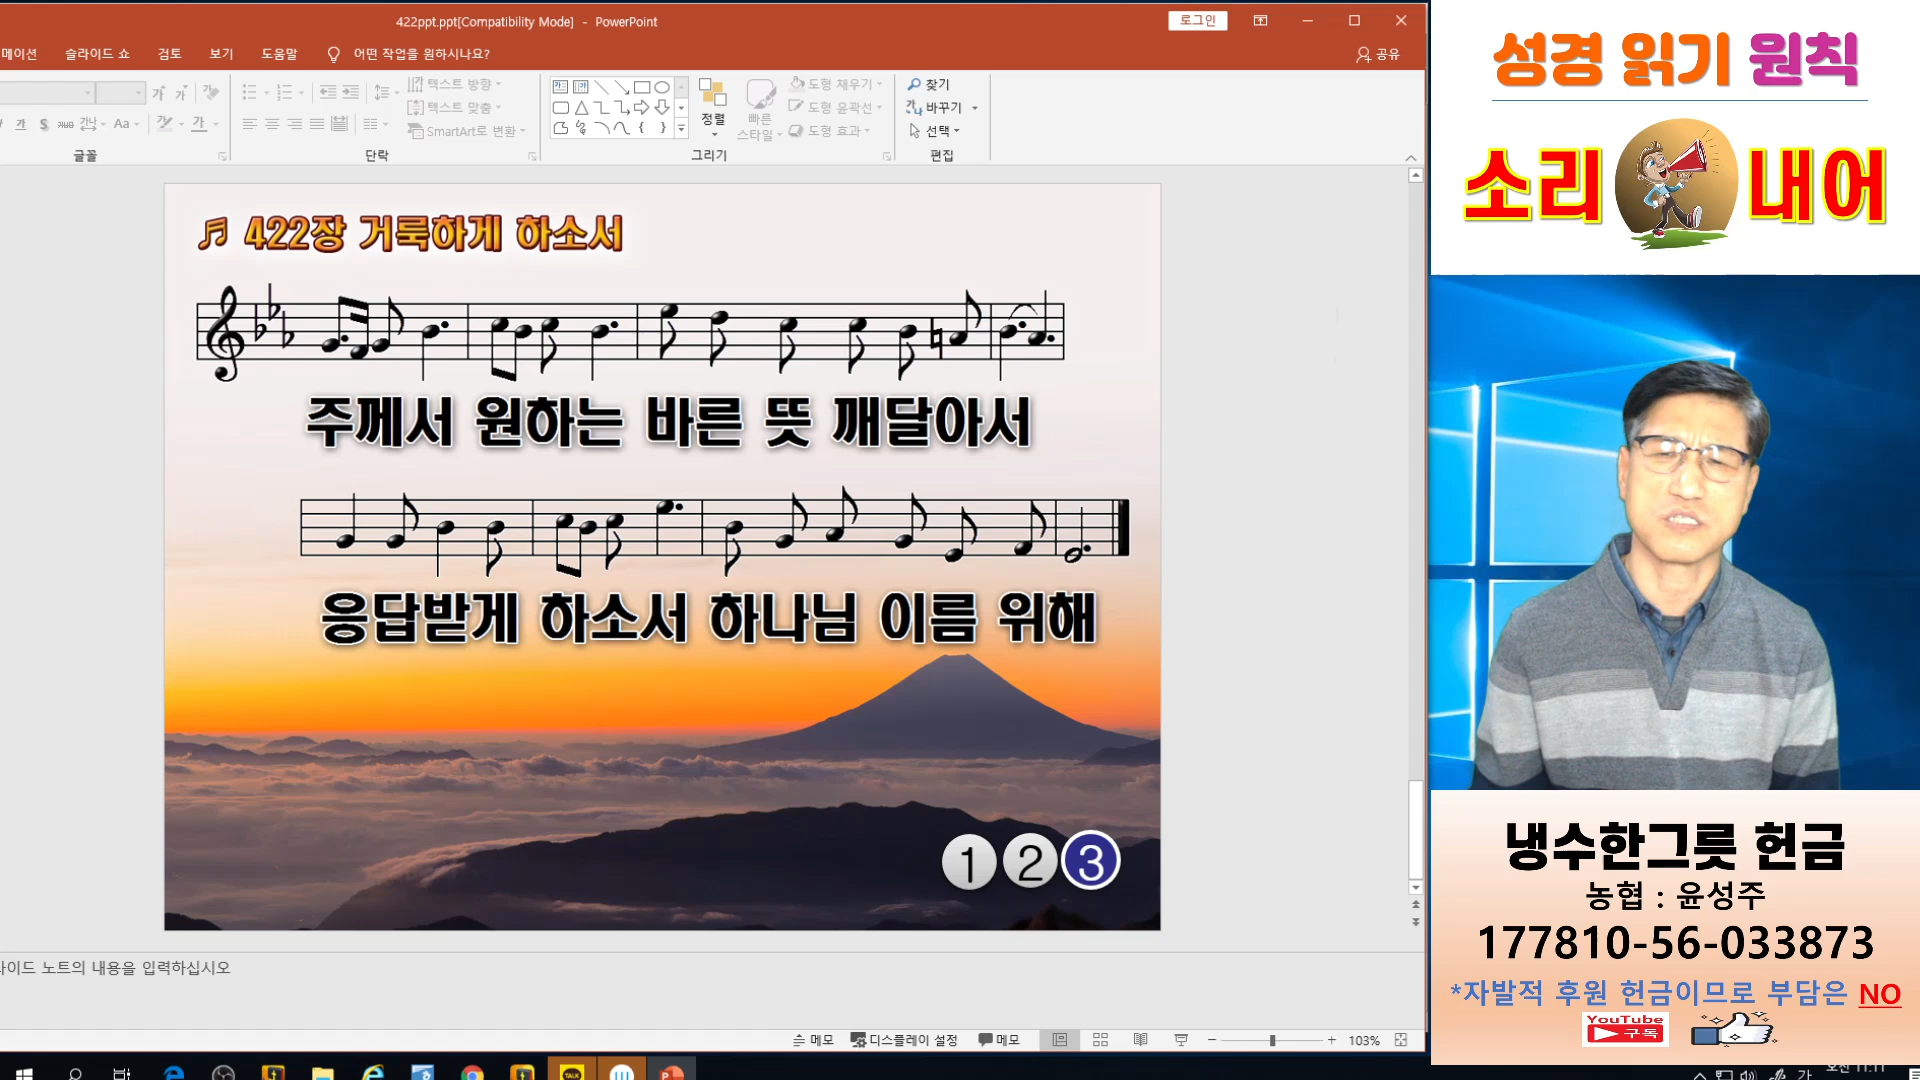 422ppt.ppt[Compatibility Mode] - PowerPoint
로그인
메이션 슬라이드 쇼 검토 보기 도움말 어떤 작업을 원하시나요?
공유
텍스트 방향
텍스트 맞춤
SmartArt로 변환
Aa
정렬
빠른
스타일
도형 채우기
도형 윤곽선
도형 효과
찾기
바꾸기
선택
글꼴 단락 그리기 편집
422장 거룩하게 하소서
주께서 원하는 바른 뜻 깨달아서
응답받게 하소서 하나님 이름 위해
1 2 3
라이드 노트의 내용을 입력하십시오
메모 디스플레이 설정 메모 103%
성경 읽기 원칙
소리 내어
냉수한그릇 헌금
농협 : 윤성주
177810-56-033873
*자발적 후원 헌금이므로 부담은 NO
YouTube
구독
TALK
오전 11:11